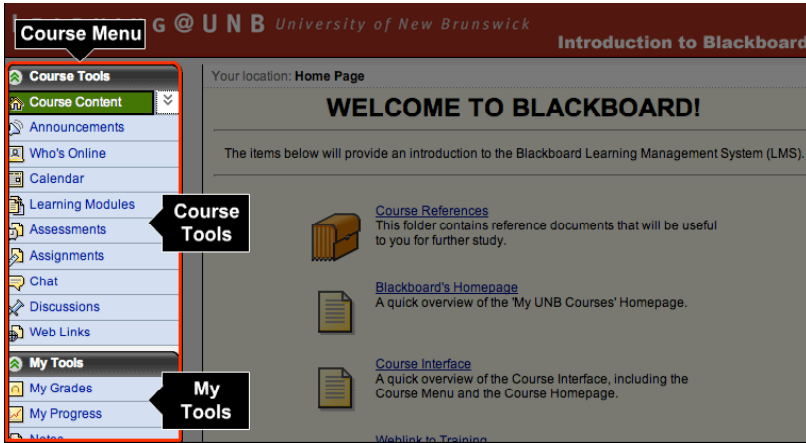 G @ UNB University of New Brunswick
Course Menu
Introduction to Blackboard
Course Tools
Course Content
Announcements
Who's Online
Calendar
Learning Modules
Assessments
Assignments
Chat
Discussions
Web Links
My Tools
My Grades
My Progress
Notes
Course
Tools
My
Tools
Your location: Home Page
WELCOME TO BLACKBOARD!
The items below will provide an introduction to the Blackboard Learning Management System (LMS).
Course References
This folder contains reference documents that will be useful
to you for further study.
Blackboard's Homepage
A quick overview of the 'My UNB Courses' Homepage.
Course Interface
A quick overview of the Course Interface, including the
Course Menu and the Course Homepage.
Weblink to Training